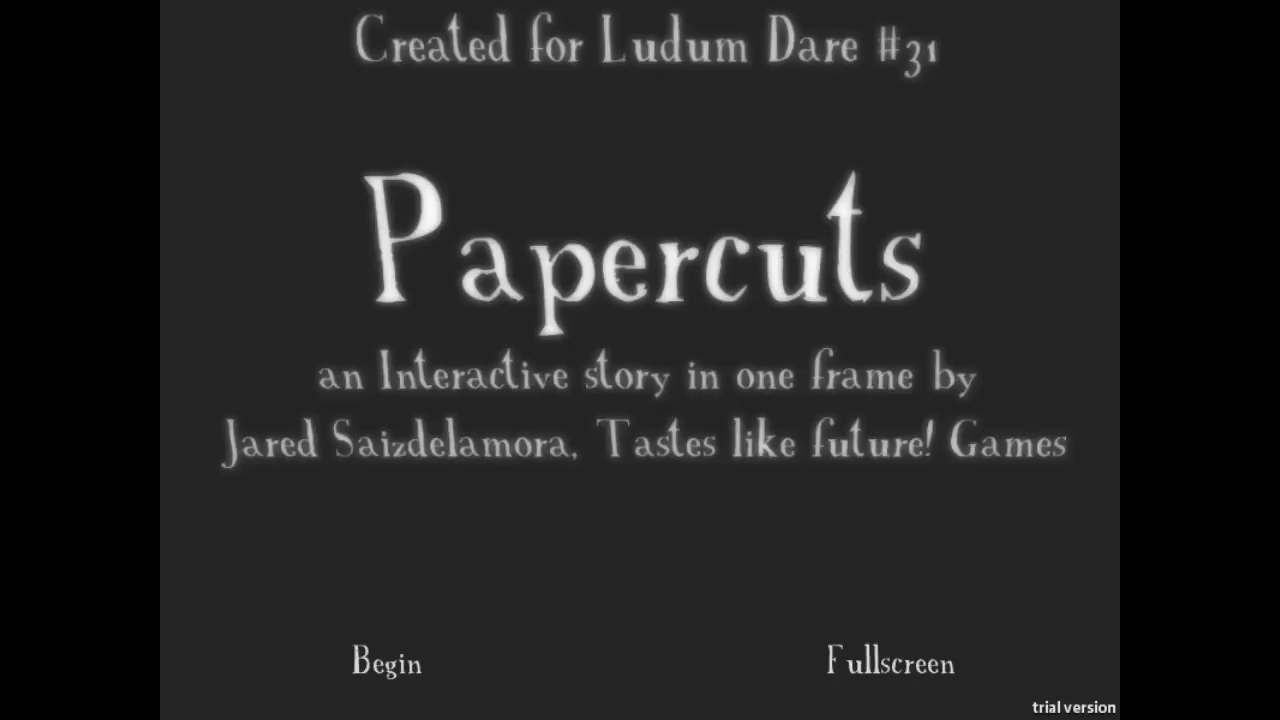 Created for Ludum Dare #31
Papercuts
an Interactive story in one frame by
Jared Saizdelamora, Tastes like future! Games
Begin
Fullscreen
trial version